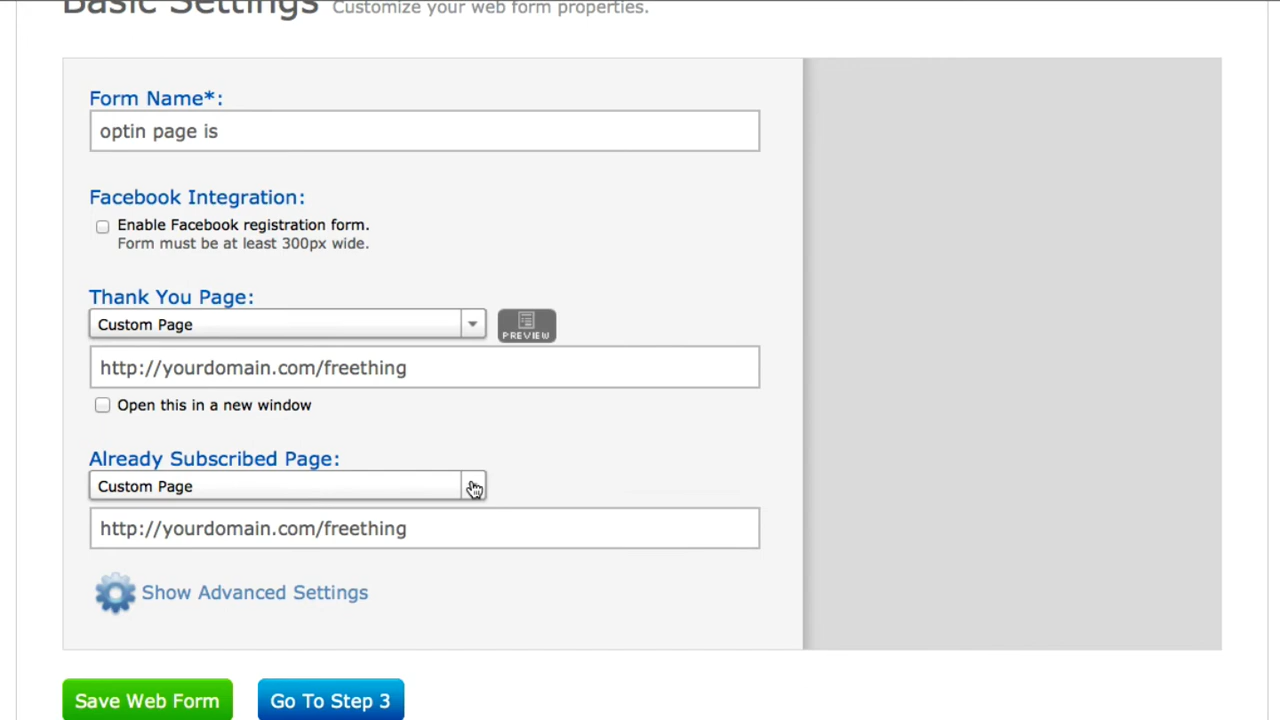 Basic Settings Customize your web form properties.
Form Name*:
optin page is
Facebook Integration:
Enable Facebook registration form.
Form must be at least 300px wide.
Thank You Page:
Custom Page
PREVIEW
http://yourdomain.com/freething
Open this in a new window
Already Subscribed Page:
Custom Page
http://yourdomain.com/freething
Show Advanced Settings
Save Web Form Go To Step 3